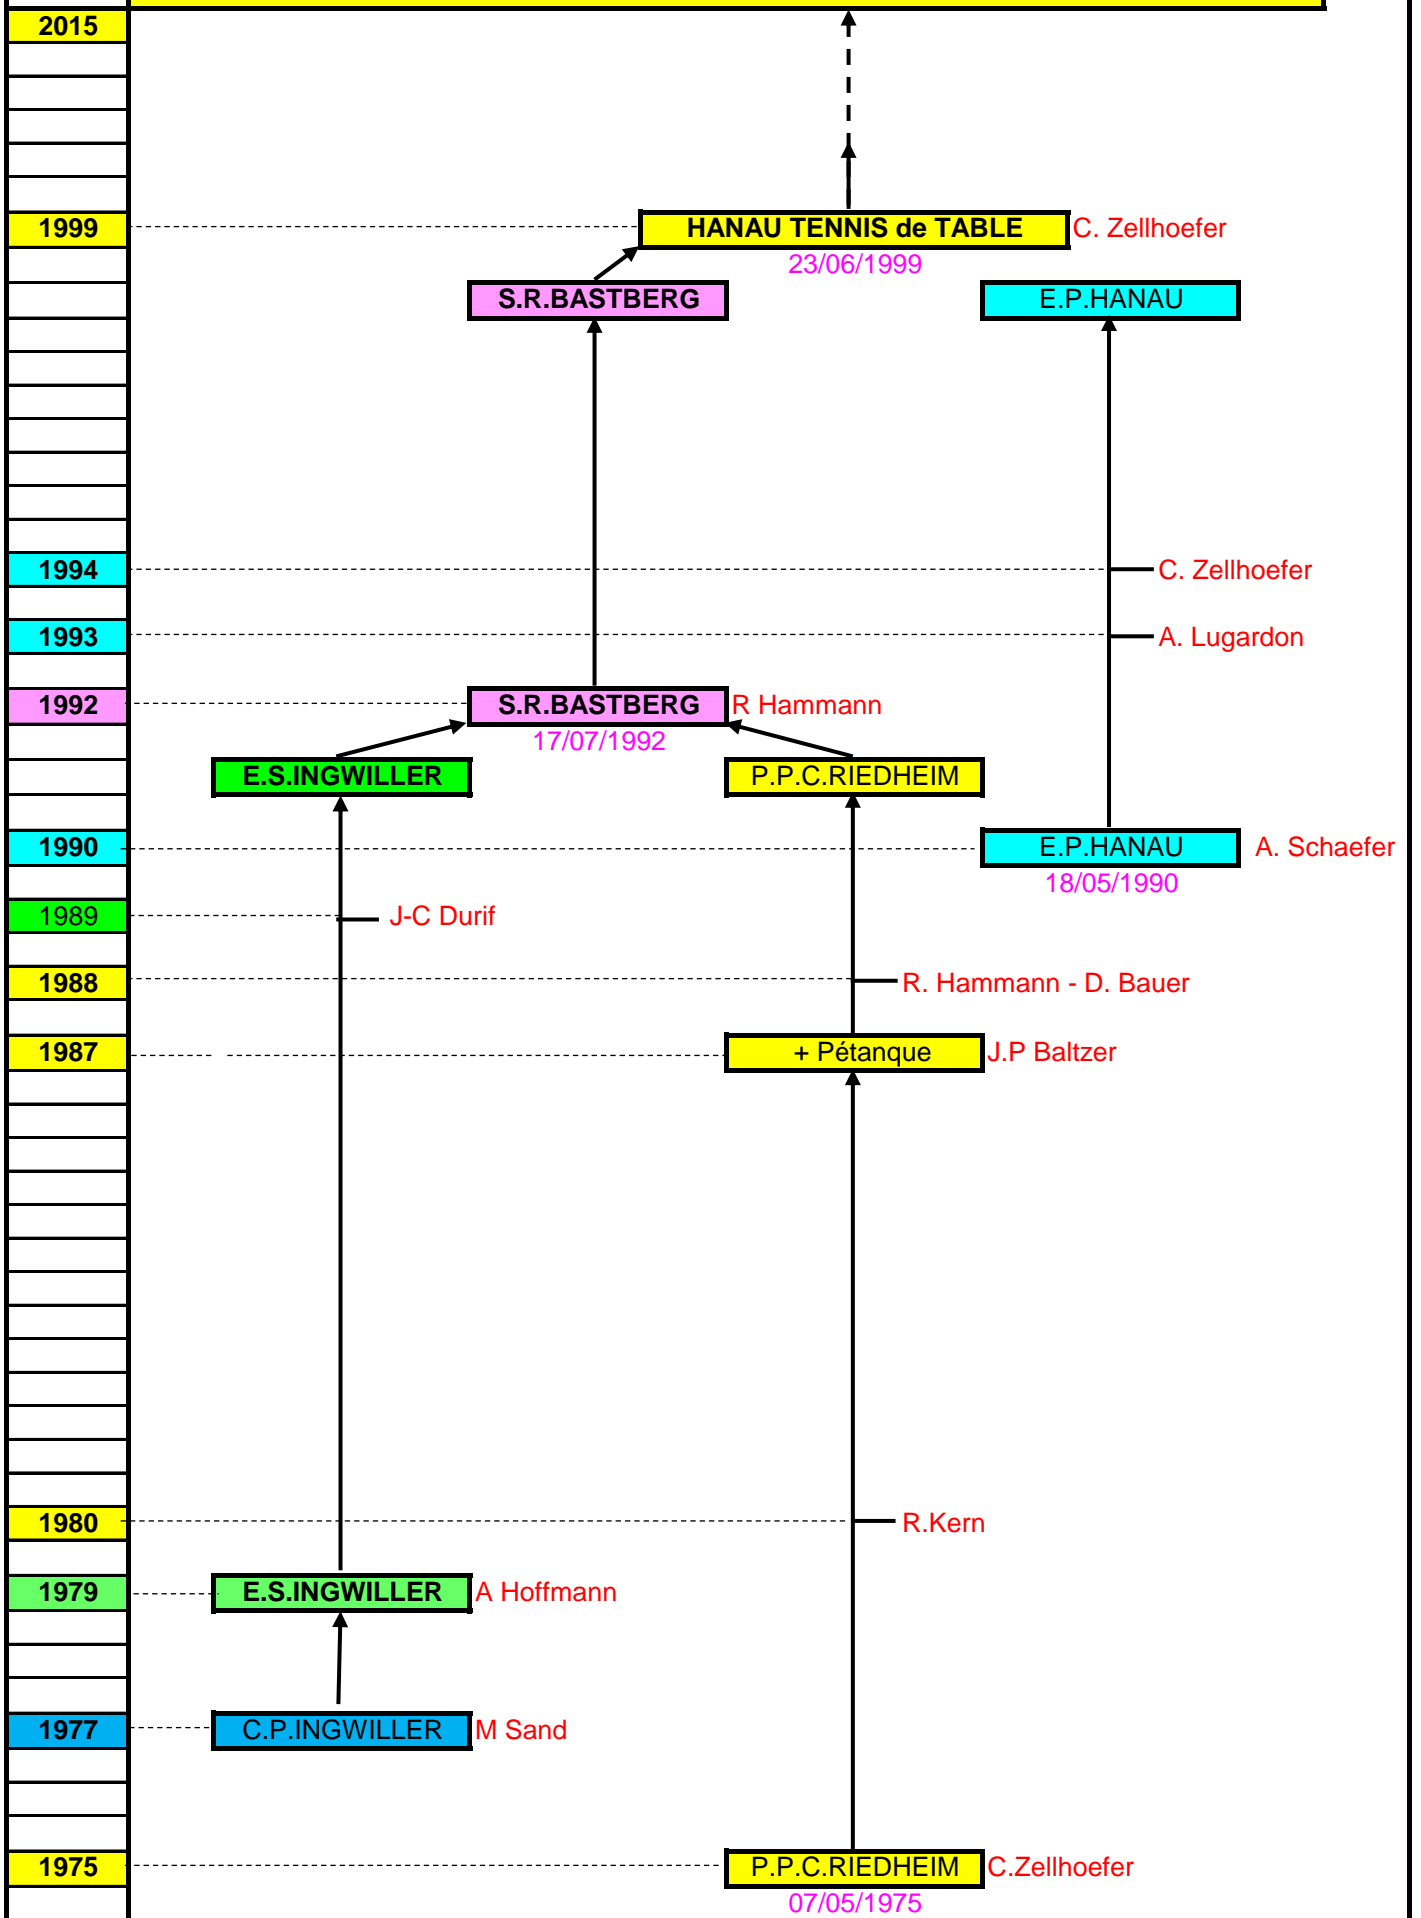 2015
1999
HANAU TENNIS de TABLE
C. Zellhoefer
23/06/1999
S.R.BASTBERG
E.P.HANAU
1994
C. Zellhoefer
1993
A. Lugardon
1992
S.R.BASTBERG
R Hammann
17/07/1992
E.S.INGWILLER
P.P.C.RIEDHEIM
1990
E.P.HANAU
A. Schaefer
18/05/1990
1989
J-C Durif
1988
R. Hammann - D. Bauer
1987
+ Pétanque
J.P Baltzer
1980
R.Kern
1979
E.S.INGWILLER
A Hoffmann
1977
C.P.INGWILLER
M Sand
1975
P.P.C.RIEDHEIM
C.Zellhoefer
07/05/1975